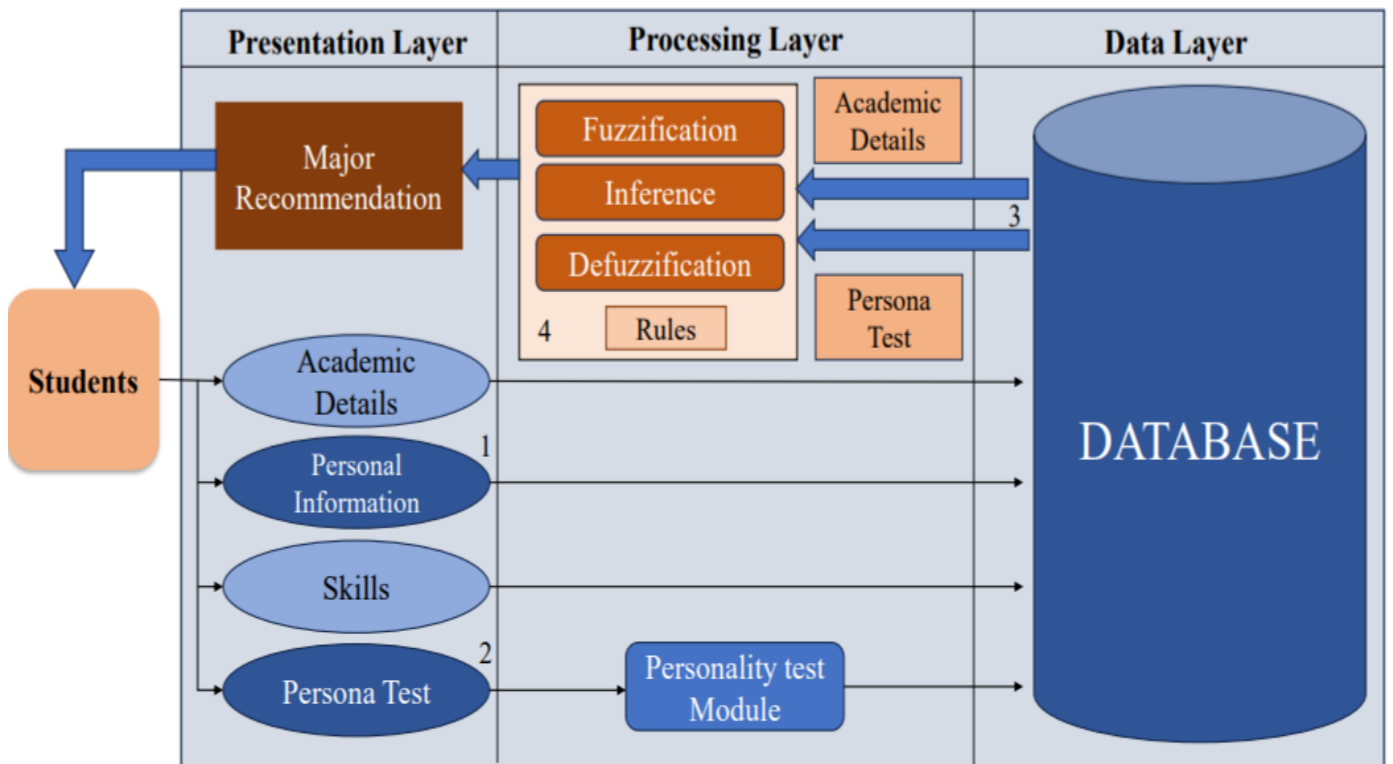 Presentation Layer
Processing Layer
Data Layer
Major
Recommendation
Fuzzification
Inference
Defuzzification
4
Rules
Academic
Details
3
Persona
Test
Students
Academic
Details
1
Personal
Information
Skills
2
Persona Test
Personality test
Module
DATABASE